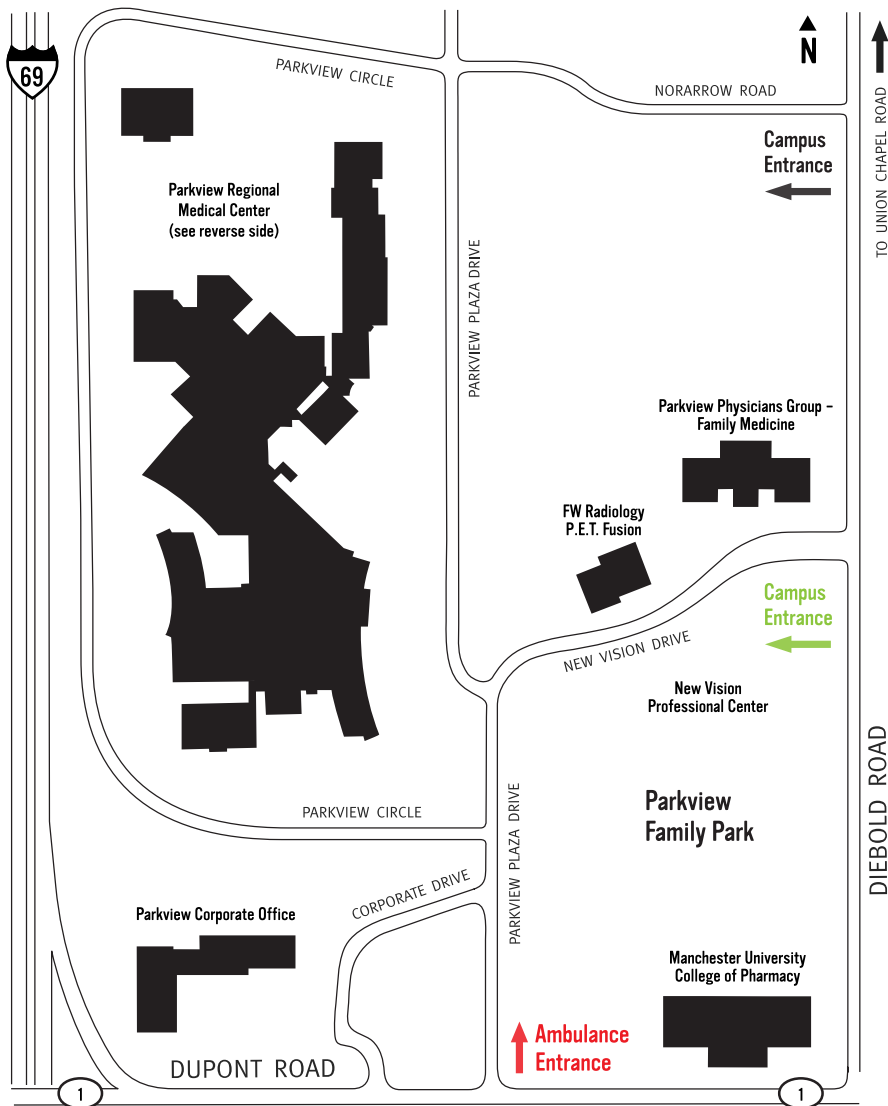 69
PARKVIEW CIRCLE
N
NORARROW ROAD
TO UNION CHAPEL ROAD
Campus
Entrance
Parkview Regional
Medical Center
(see reverse side)
PARKVIEW PLAZA DRIVE
Parkview Physicians Group –
Family Medicine
FW Radiology
P.E.T. Fusion
Campus
Entrance
NEW VISION DRIVE
New Vision
Professional Center
DIEBOLD ROAD
PARKVIEW CIRCLE
PARKVIEW PLAZA DRIVE
Parkview
Family Park
CORPORATE DRIVE
Parkview Corporate Office
Manchester University
College of Pharmacy
Ambulance
Entrance
DUPONT ROAD
1
1